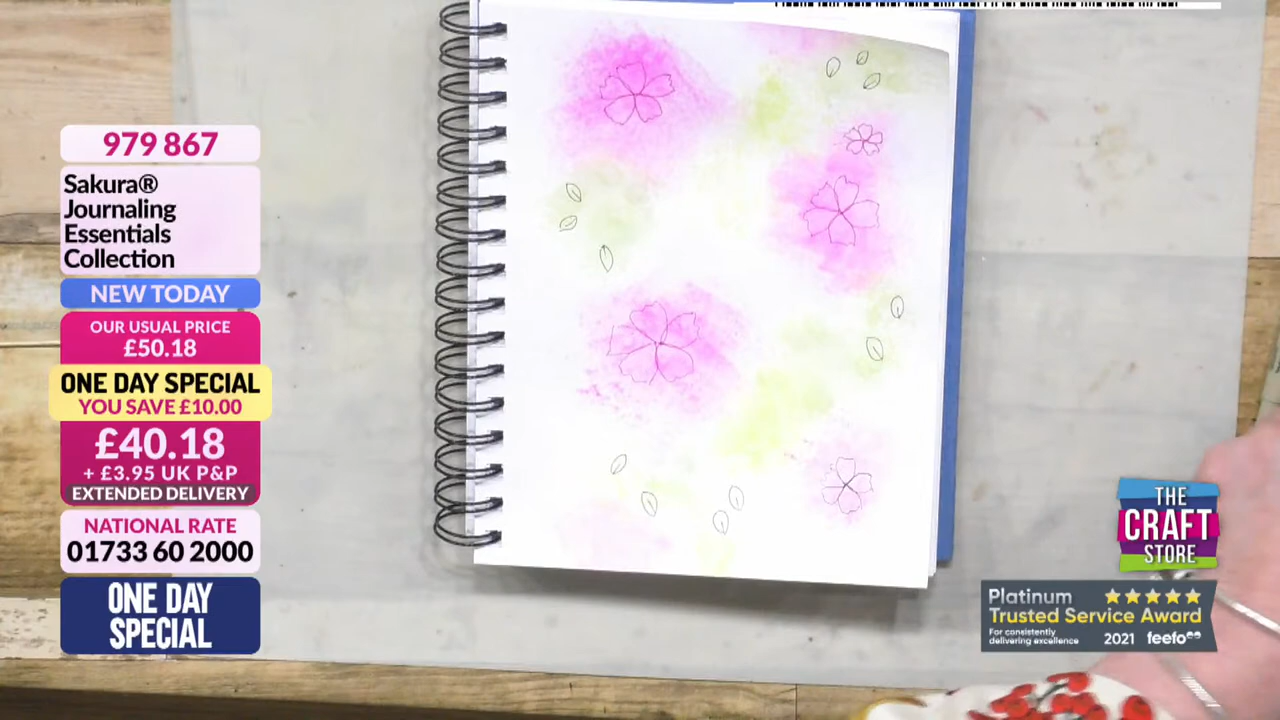 979 867
Sakura®
Journaling
Essentials
Collection
NEW TODAY
OUR USUAL PRICE
£50.18
ONE DAY SPECIAL
YOU SAVE £10.00
£40.18
+ £3.95 UK P&P
EXTENDED DELIVERY
NATIONAL RATE
01733 60 2000
ONE DAY
SPECIAL
THE
CRAFT
STORE
Platinum
Trusted Service Award
For consistently
delivering excellence
2021 feefo